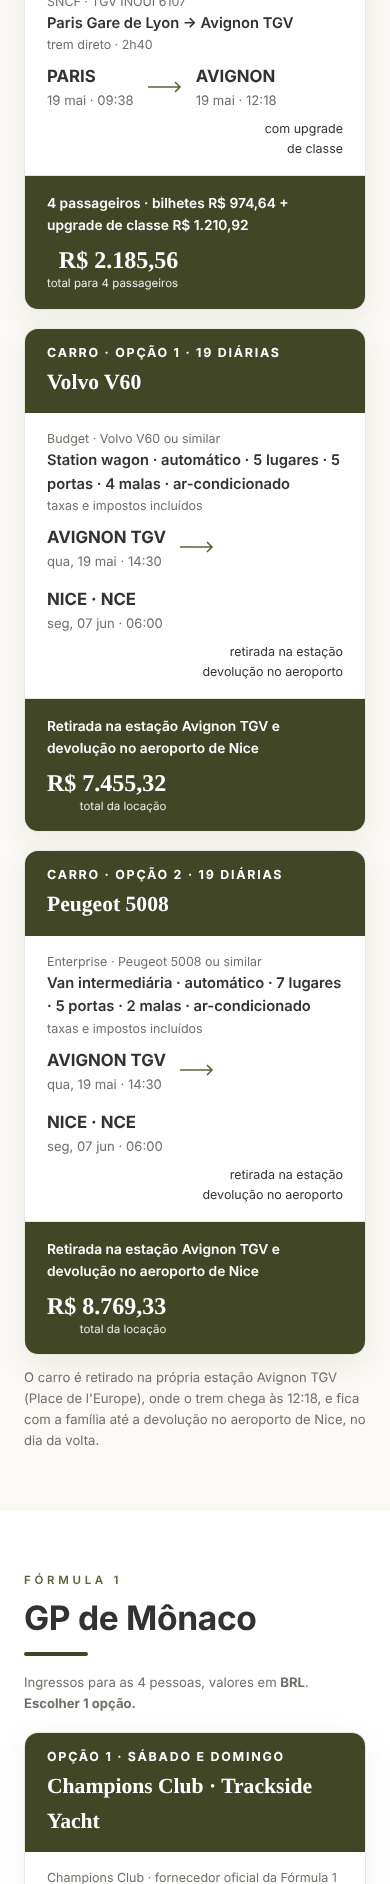 SNCF · TGV INOUI 6107
Paris Gare de Lyon → Avignon TGV
trem direto · 2h40
PARIS
19 mai · 09:38
AVIGNON
19 mai · 12:18
com upgrade
de classe
4 passageiros · bilhetes R$ 974,64 +
upgrade de classe R$ 1.210,92
R$ 2.185,56
total para 4 passageiros
CARRO · OPÇÃO 1 · 19 DIÁRIAS
Volvo V60
Budget · Volvo V60 ou similar
Station wagon · automático · 5 lugares · 5
portas · 4 malas · ar-condicionado
taxas e impostos incluídos
AVIGNON TGV
qua, 19 mai · 14:30
NICE · NCE
seg, 07 jun · 06:00
retirada na estação
devolução no aeroporto
Retirada na estação Avignon TGV e
devolução no aeroporto de Nice
R$ 7.455,32
total da locação
CARRO · OPÇÃO 2 · 19 DIÁRIAS
Peugeot 5008
Enterprise · Peugeot 5008 ou similar
Van intermediária · automático · 7 lugares
· 5 portas · 2 malas · ar-condicionado
taxas e impostos incluídos
AVIGNON TGV
qua, 19 mai · 14:30
NICE · NCE
seg, 07 jun · 06:00
retirada na estação
devolução no aeroporto
Retirada na estação Avignon TGV e
devolução no aeroporto de Nice
R$ 8.769,33
total da locação
O carro é retirado na própria estação Avignon TGV
(Place de l'Europe), onde o trem chega às 12:18, e fica
com a família até a devolução no aeroporto de Nice, no
dia da volta.
FÓRMULA 1
GP de Mônaco
Ingressos para as 4 pessoas, valores em BRL.
Escolher 1 opção.
OPÇÃO 1 · SÁBADO E DOMINGO
Champions Club · Trackside
Yacht
Champions Club · fornecedor oficial da Fórmula 1